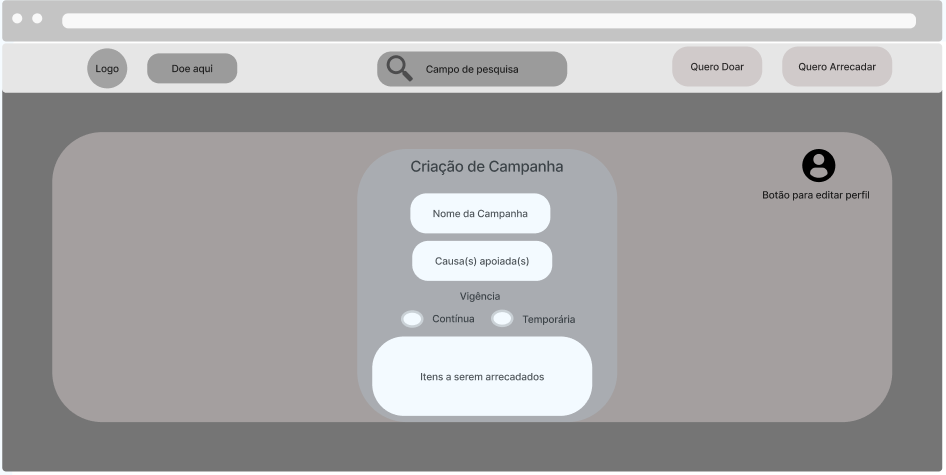 Logo
Doe aqui
Campo de pesquisa
Quero Doar
Quero Arrecadar
Criação de Campanha
Botão para editar perfil
Nome da Campanha
Causa(s) apoiada(s)
Vigência
Contínua
Temporária
Itens a serem arrecadados